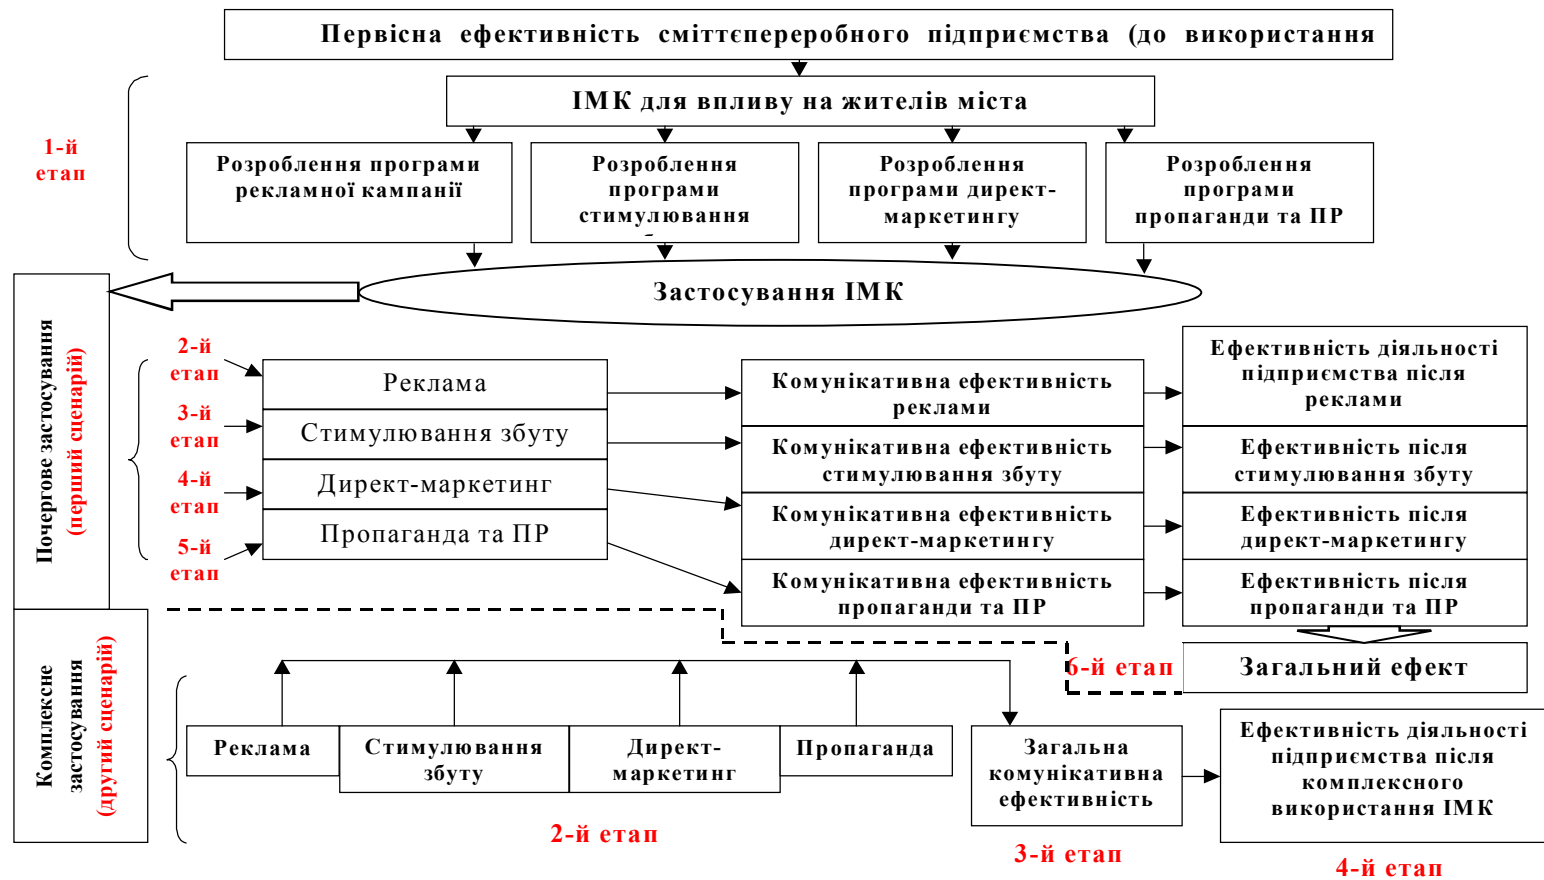 Первісна ефективність сміттєпереробного підприємства (до використання
ІМК для впливу на жителів міста
1-й
етап
Розроблення програми
рекламної кампанії
Розроблення
програми
стимулювання
Розроблення
програми директ-
маркетингу
Розроблення
програми
пропаганди та ПР
Застосування ІМК
Почергове застосування
(перший сценарій)
2-й
етап
3-й
етап
4-й
етап
5-й
етап
Реклама
Стимулювання збуту
Директ-маркетинг
Пропаганда та ПР
Комунікативна ефективність
реклами
Комунікативна ефективність
стимулювання збуту
Комунікативна ефективність
директ-маркетингу
Комунікативна ефективність
пропаганди та ПР
Ефективність діяльності
підприємства після
реклами
Ефективність після
стимулювання збуту
Ефективність після
директ-маркетингу
Ефективність після
пропаганди та ПР
6-й етап
Загальний ефект
Комплексне
застосування
(другий сценарій)
Реклама
Стимулювання
збуту
Директ-
маркетинг
Пропаганда
Загальна
комунікативна
ефективність
Ефективність діяльності
підприємства після
комплексного
використання ІМК
2-й етап
3-й етап
4-й етап